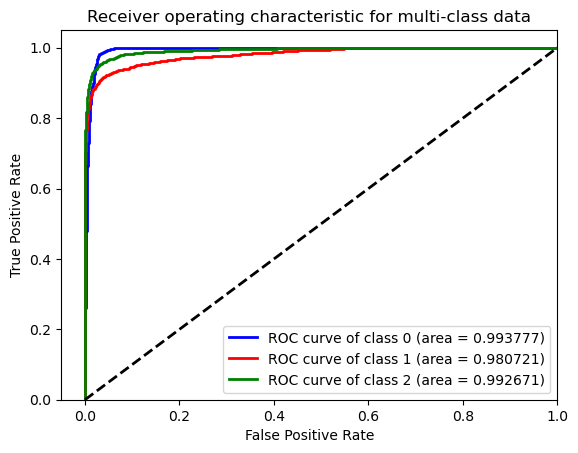 Receiver operating characteristic for multi-class data
1.0
0.8
0.6
0.4
0.2
0.0
True Positive Rate
ROC curve of class 0 (area = 0.993777)
ROC curve of class 1 (area = 0.980721)
ROC curve of class 2 (area = 0.992671)
0.0 0.2 0.4 0.6 0.8 1.0
False Positive Rate